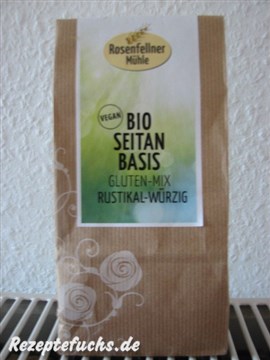 Rosenfellner
Mühle
VEGAN
BIO
SEITAN
BASIS
GLUTEN-MIX
RUSTIKAL-WÜRZIG
Rezeptefuchs.de